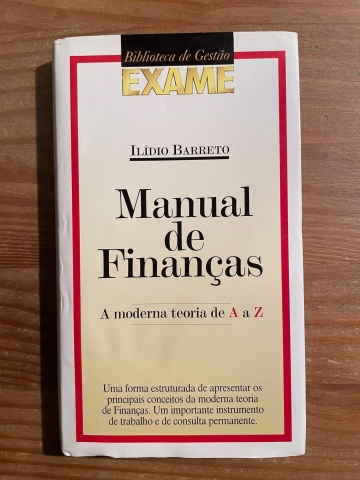 Biblioteca de Gestão
EXAME
ILÍDIO BARRETO
Manual
de
Finanças
A moderna teoria de A a Z
Uma forma estruturada de apresentar os
principais conceitos da moderna teoria
de Finanças. Um importante instrumento
de trabalho e de consulta permanente.